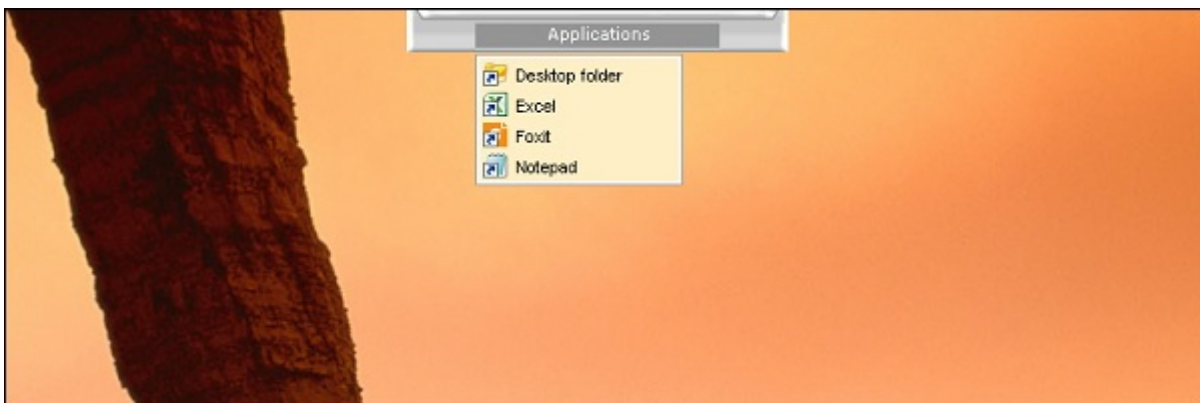 Applications
Desktop folder
Excel
Foxit
Notepad